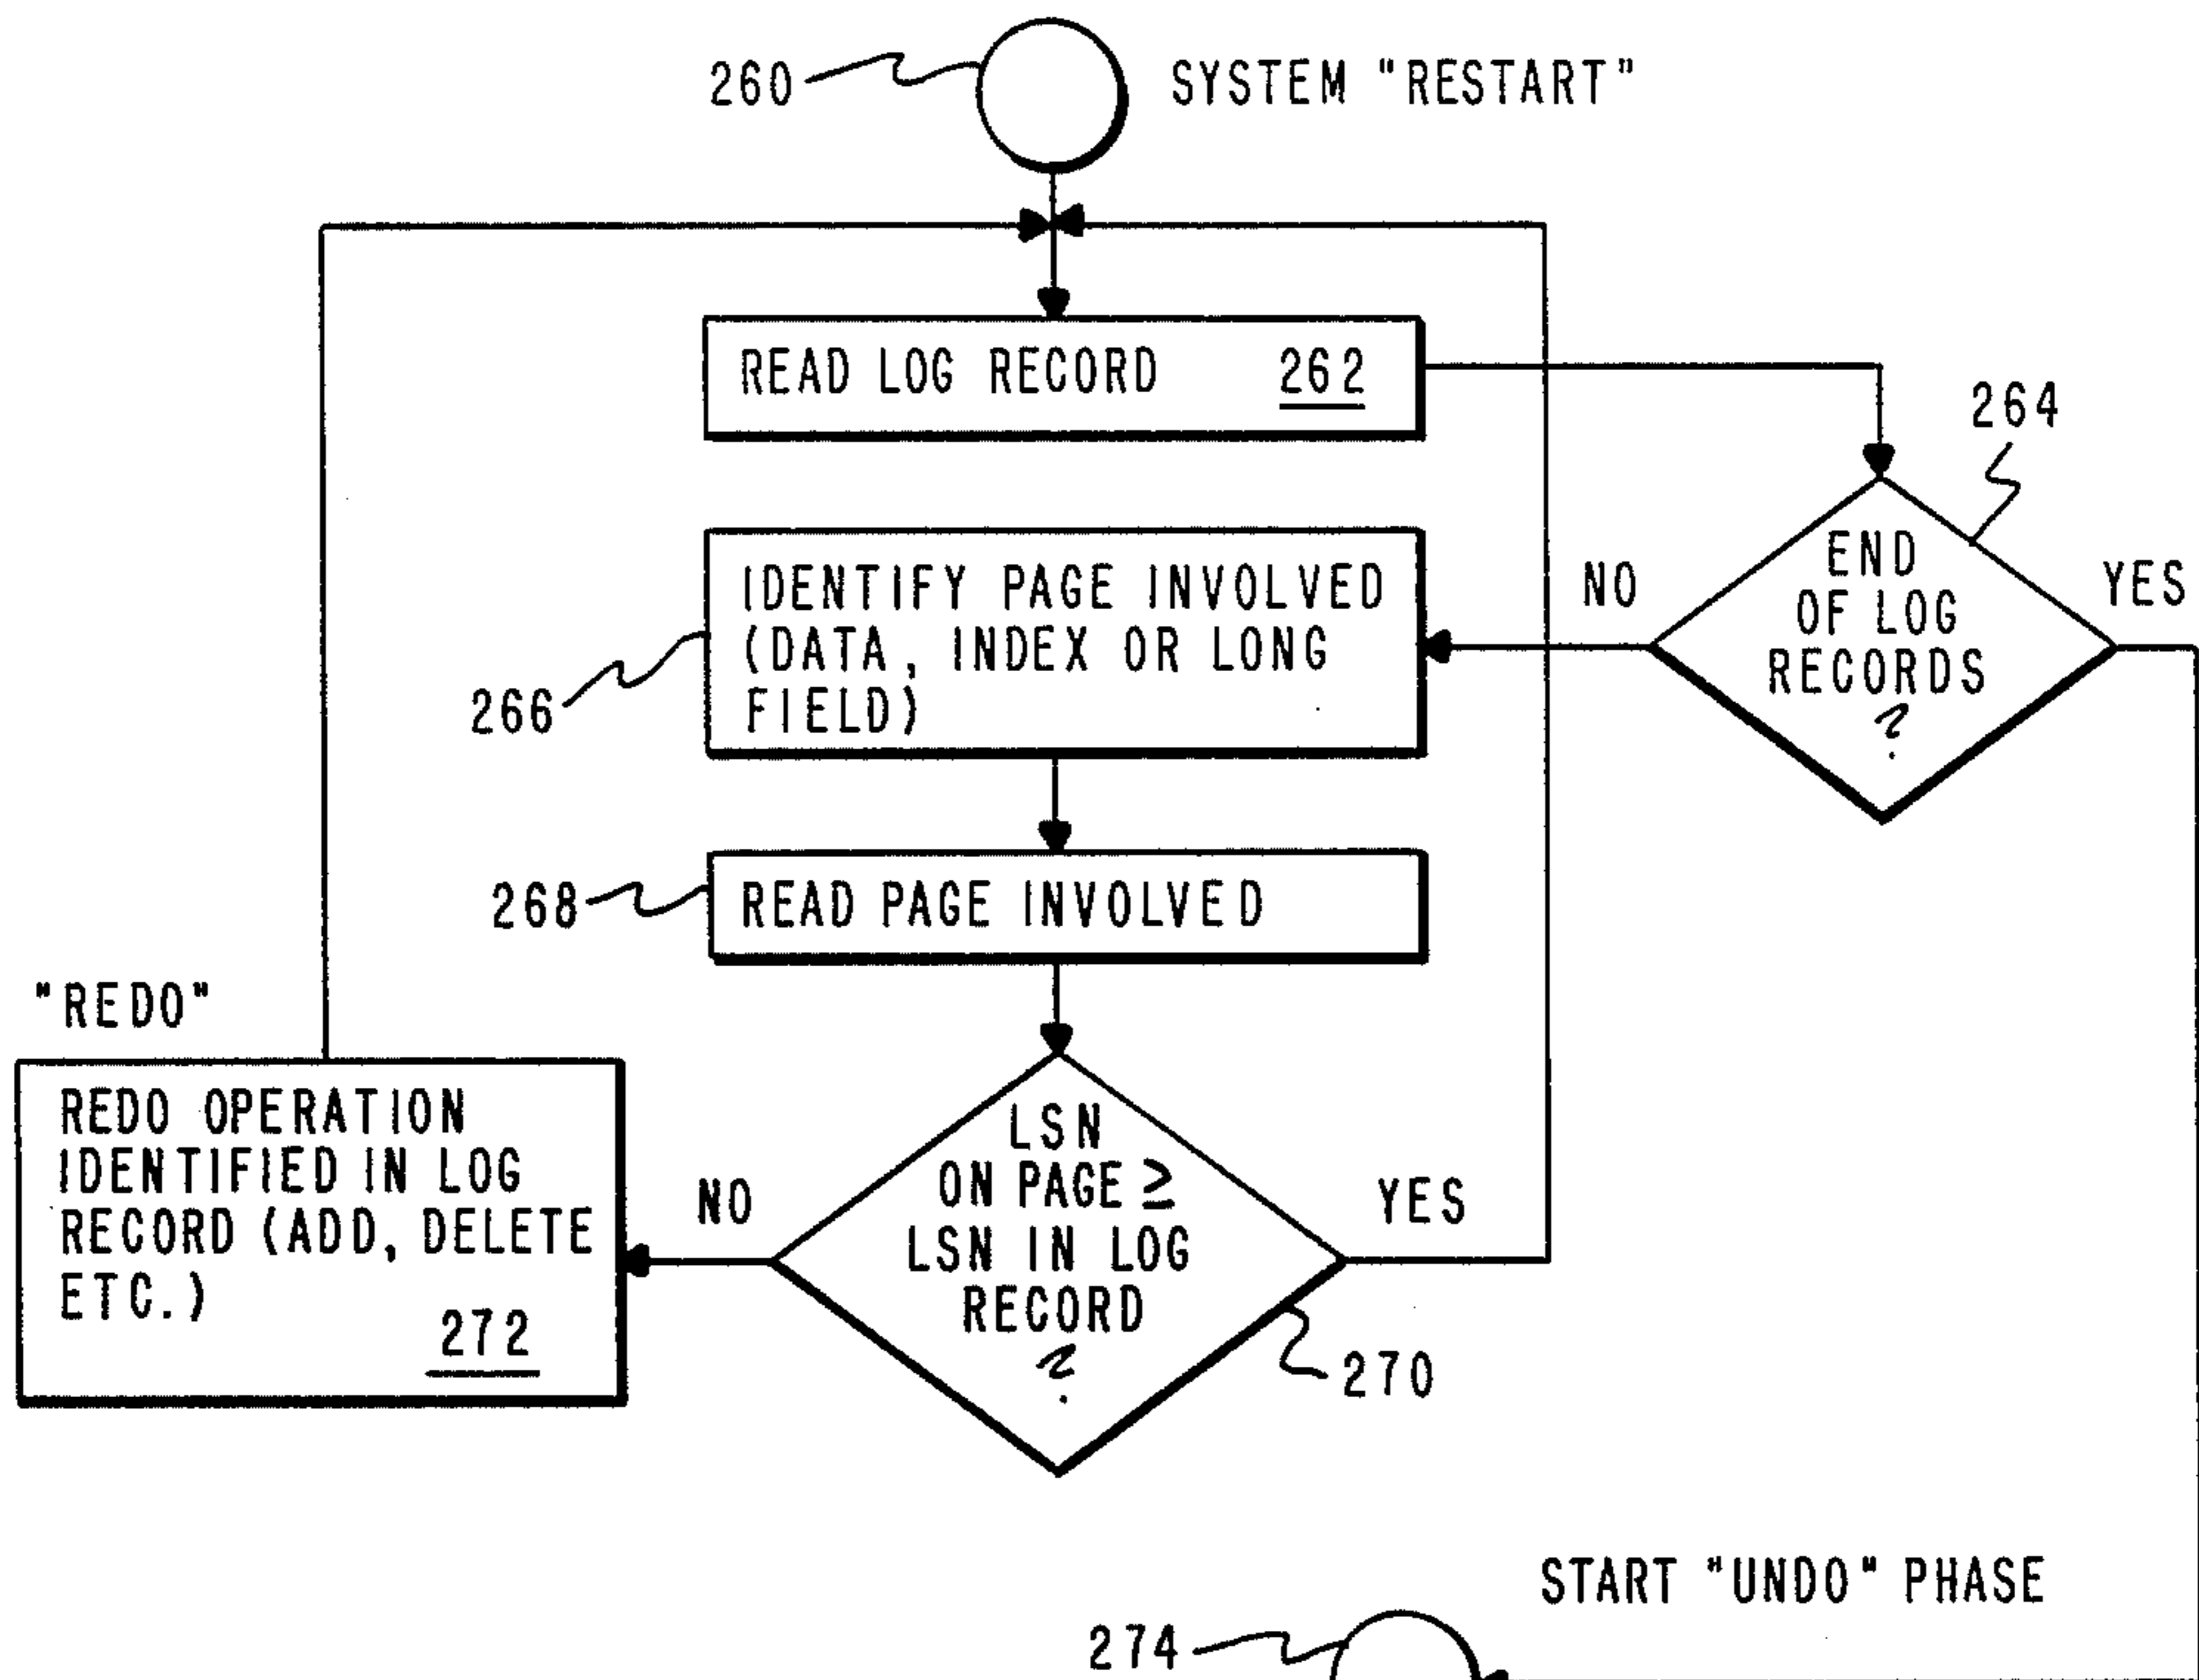 260
SYSTEM "RESTART"
READ LOG RECORD 262
264
END
OF LOG
RECORDS
?
NO
YES
IDENTIFY PAGE INVOLVED
(DATA, INDEX OR LONG
FIELD)
266
268
READ PAGE INVOLVED
"REDO"
REDO OPERATION
IDENTIFIED IN LOG
RECORD (ADD, DELETE
ETC.)
272
NO
LSN
ON PAGE ≥
LSN IN LOG
RECORD
?
YES
270
START "UNDO" PHASE
274